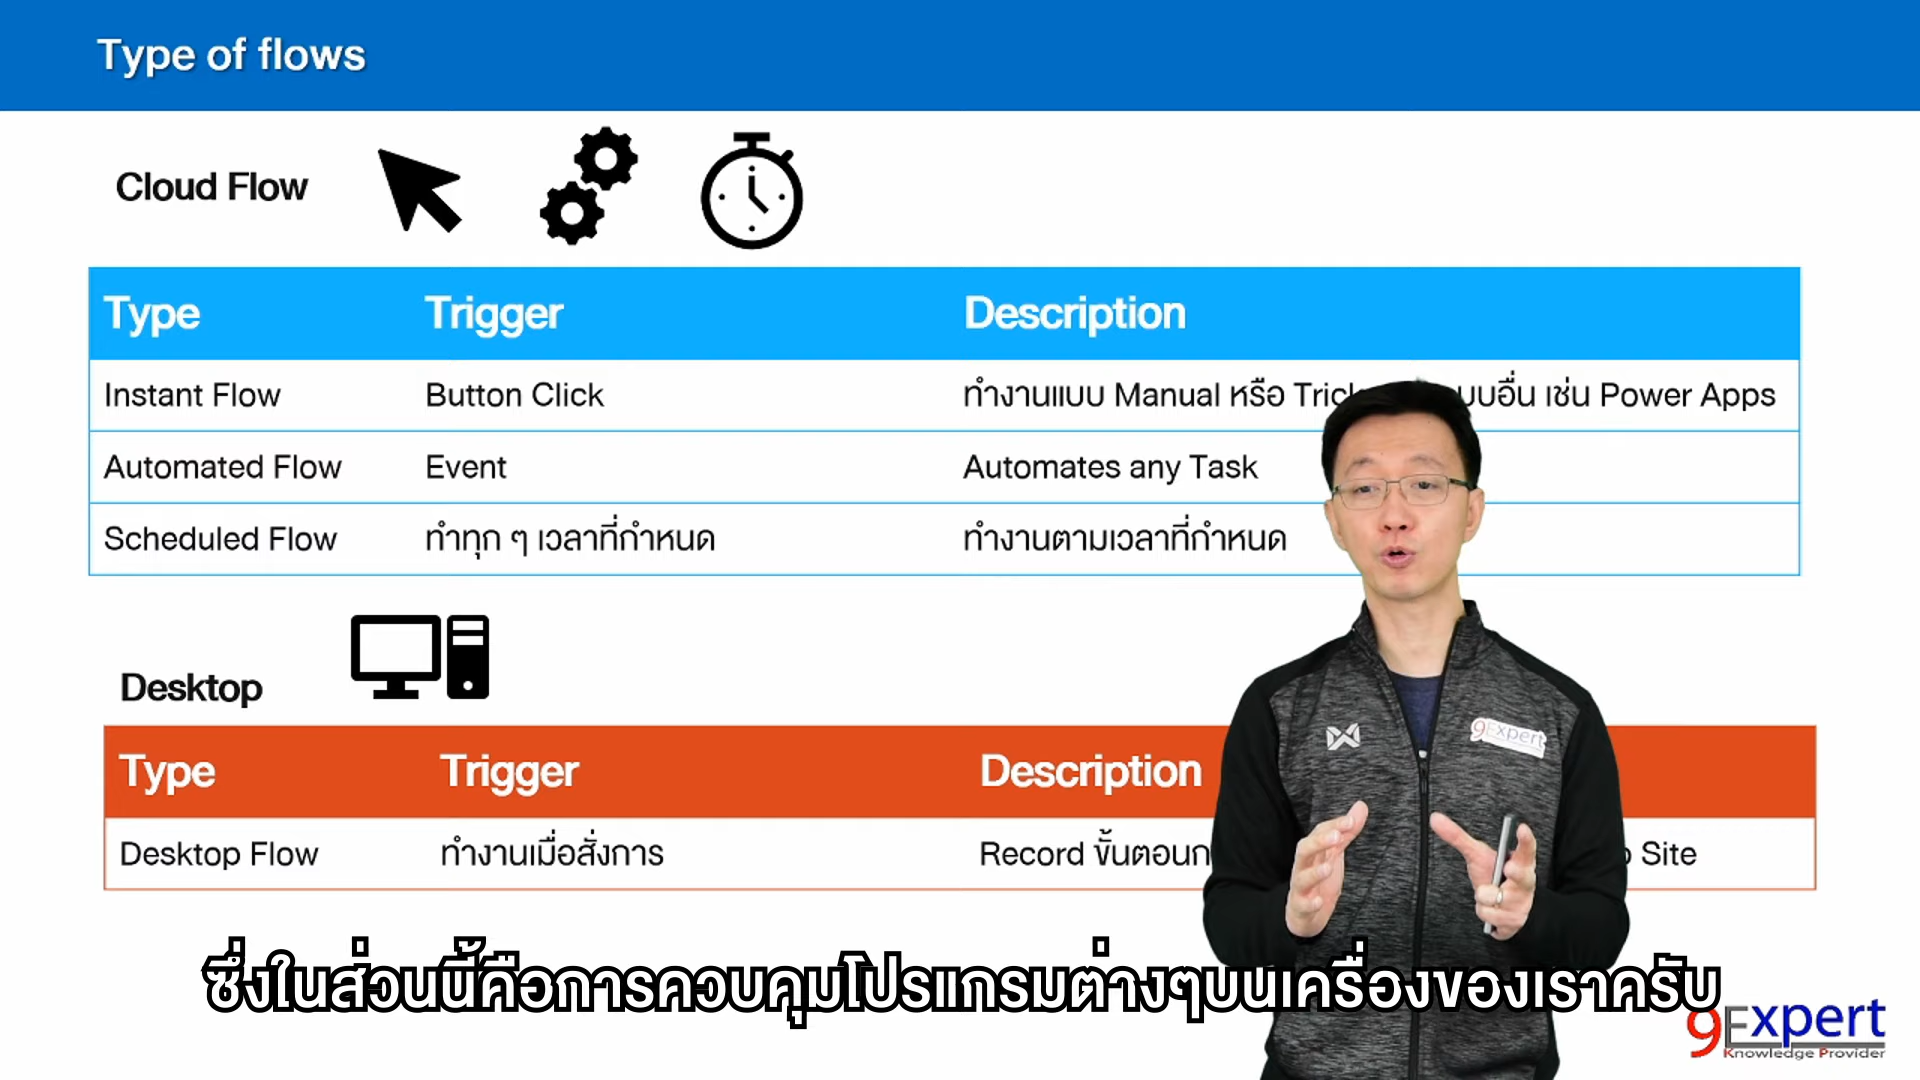 Type of flows
Cloud Flow
Type Trigger Description
Instant Flow Button Click ทำงานแบบ Manual หรือ อื่น เช่น Power Apps
Automated Flow Event Automates any Task
Scheduled Flow ทำทุก ๆ เวลาที่กำหนด ทำงานตามเวลาที่กำหนด
Desktop
Type Trigger Description
Desktop Flow ทำงานเมื่อสั่งการ Record ขั้นตอน Site
9Expert
ซึ่งในส่วนนี้คือการควบคุมโปรแกรมต่างๆบนเครื่องของเราครับ
9Expert
Knowledge Provider